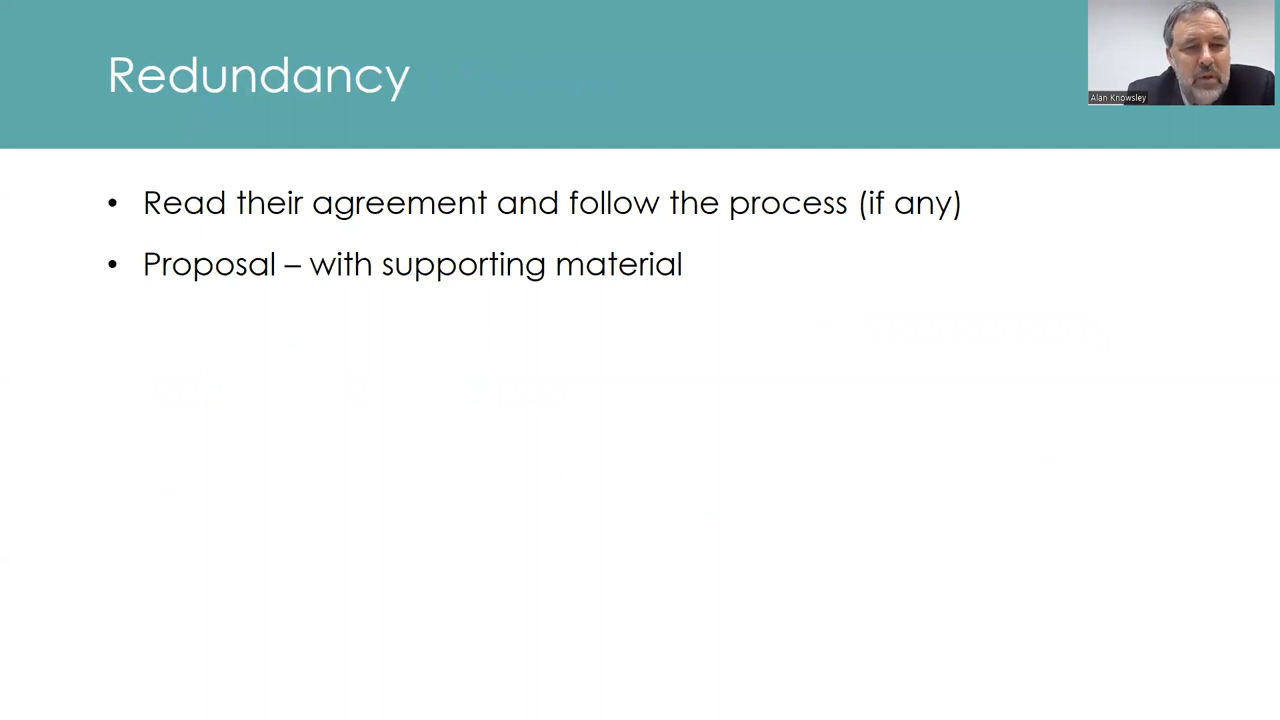 Redundancy
Alan Knowsley
• Read their agreement and follow the process (if any)
• Proposal – with supporting material